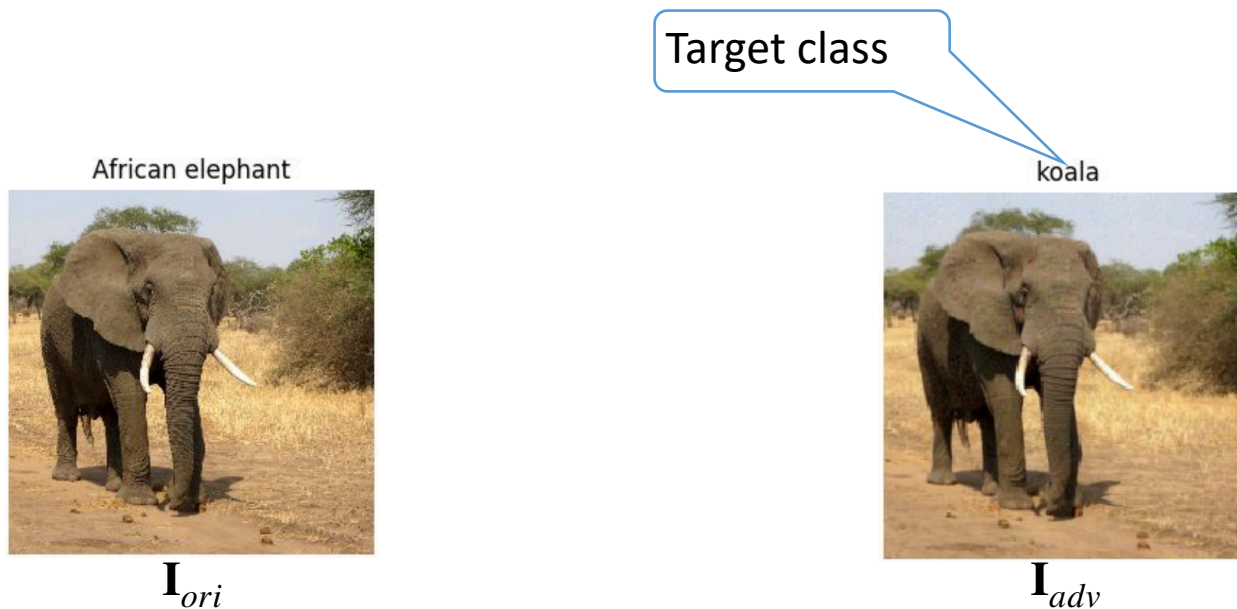 Target class
African elephant
koala
I_ori
I_adv